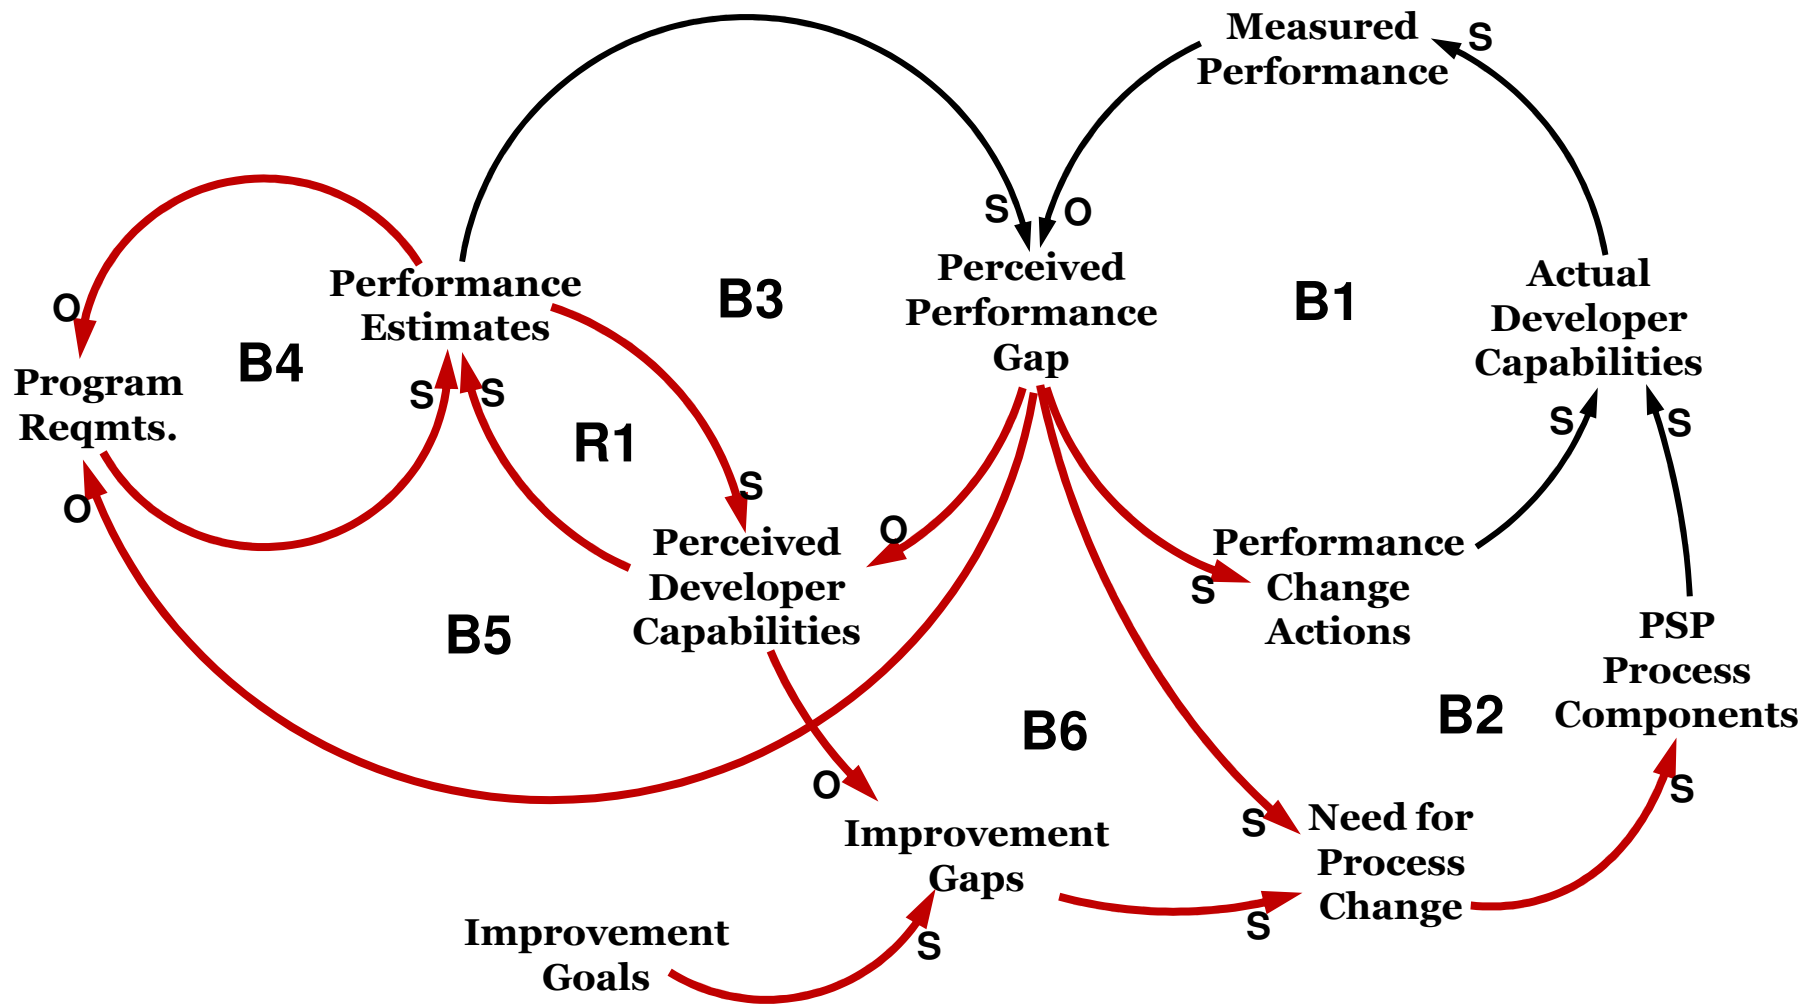 Measured
Performance
S
S
O
Perceived
Performance
Gap
B3
B1
Actual
Developer
Capabilities
Performance
Estimates
O
B4
Program
Reqmts.
S
S
R1
S
S
S
O
O
Perceived
Developer
Capabilities
Performance
Change
Actions
S
B5
PSP
Process
Components
B6
B2
O
S
S
Improvement
Gaps
Need for
Process
Change
S
S
Improvement
Goals